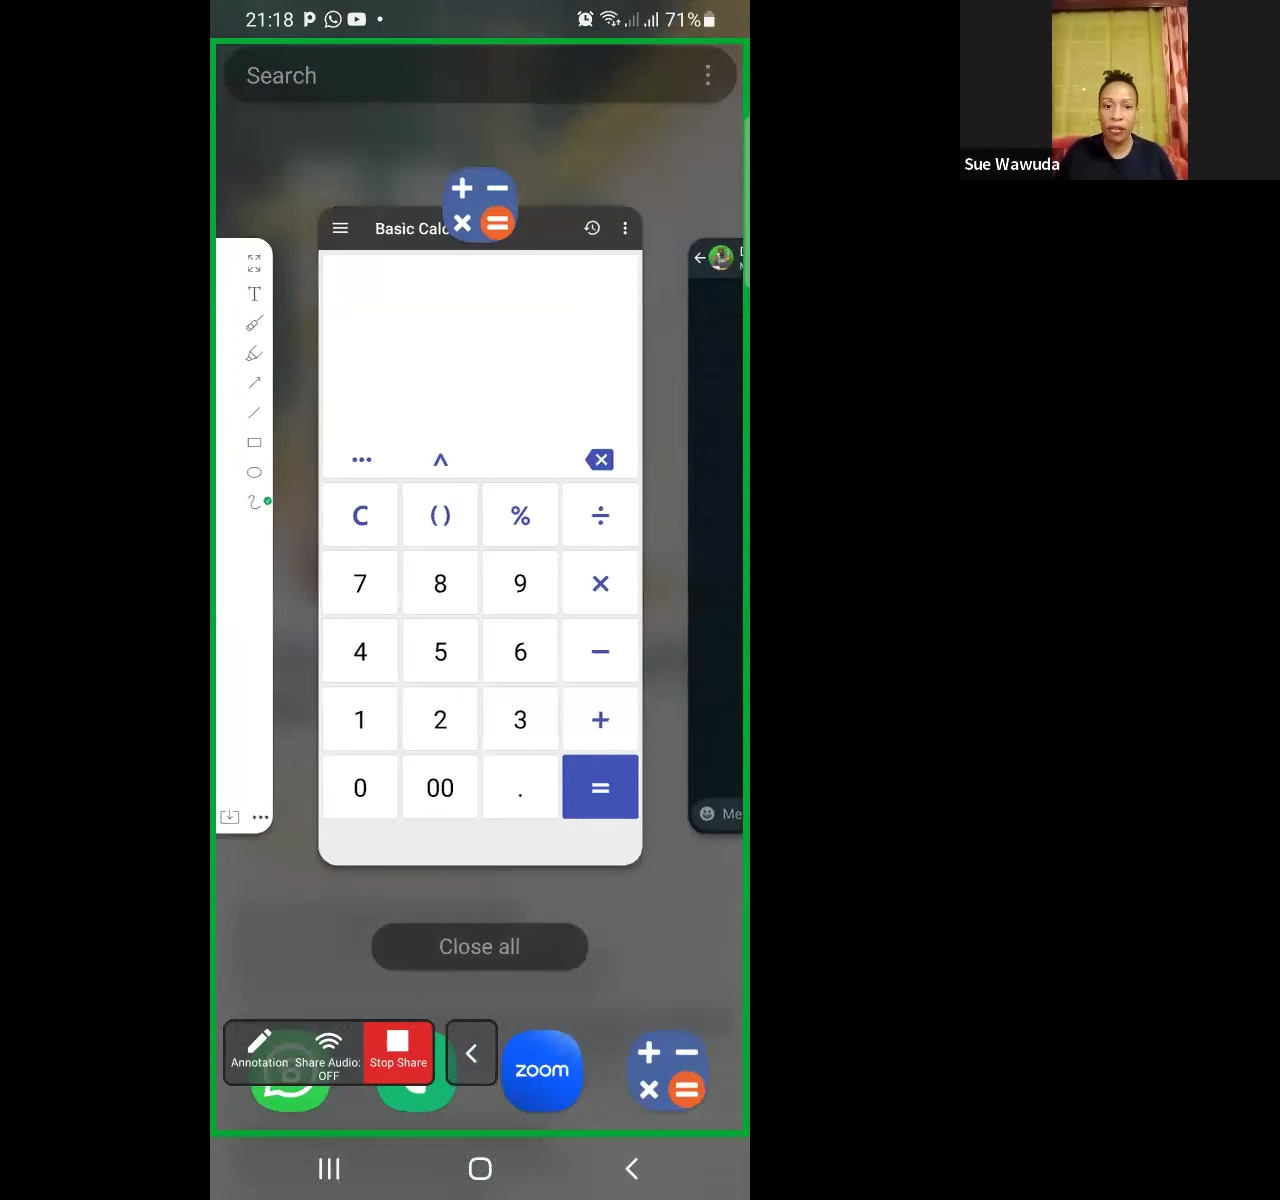 21:18
71%
Search
Basic Calc
T
C () % ÷
7 8 9 ×
4 5 6 −
1 2 3 +
0 00 . =
Me
Close all
Annotation Share Audio: OFF Stop Share
zoom
Sue Wawuda